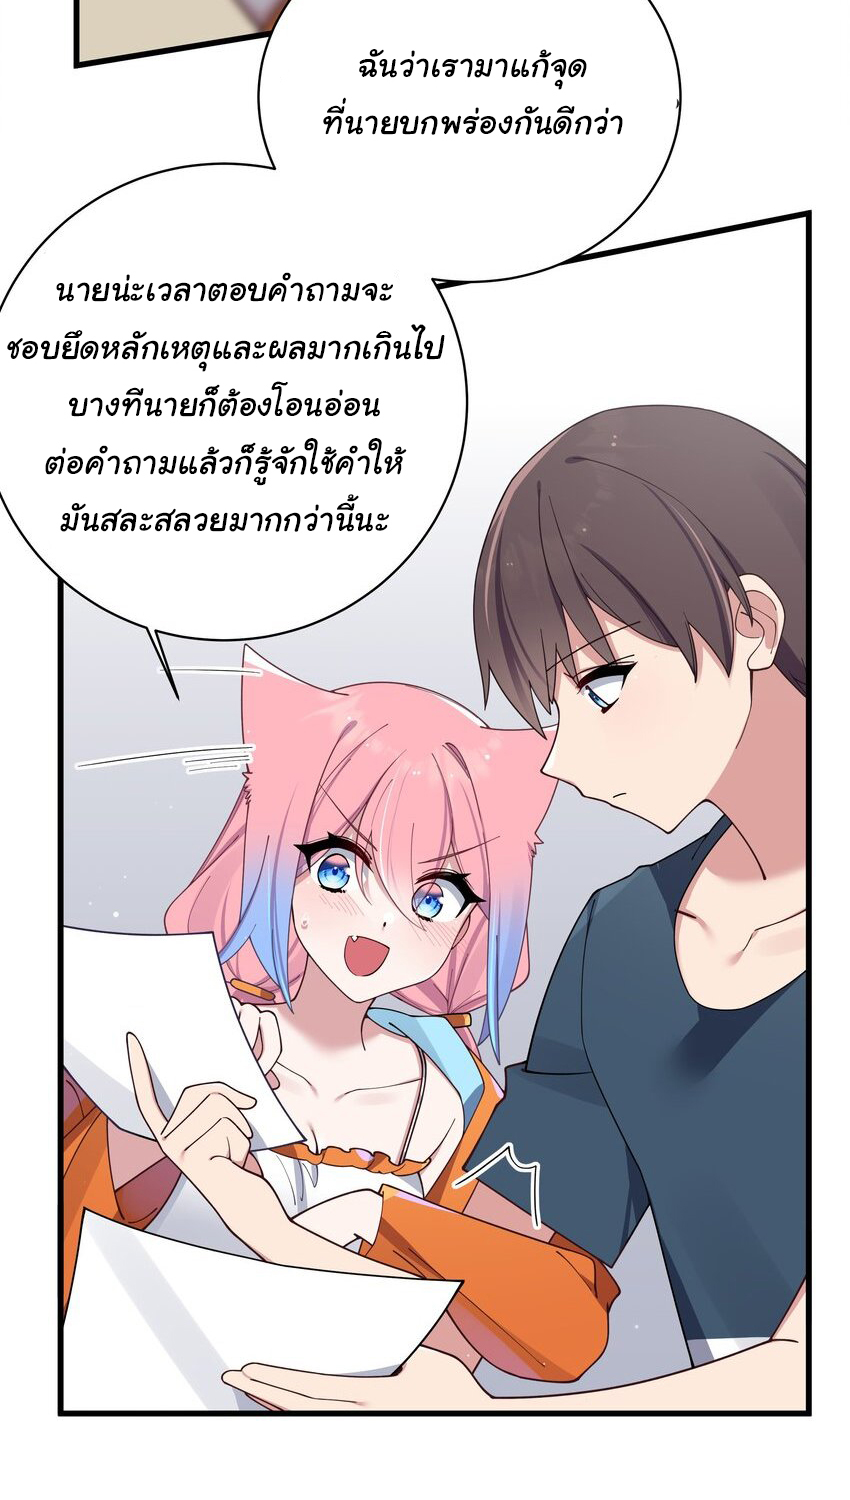 ฉันว่าเรามาแก้จุด
ที่นายบกพร่องกันดีกว่า
นายน่ะเวลาตอบคำถามจะ
ชอบยึดหลักเหตุและผลมากเกินไป
บางทีนายก็ต้องโอนอ่อน
ต่อคำถามแล้วก็รู้จักใช้คำให้
มันสละสลวยมากกว่านี้นะ